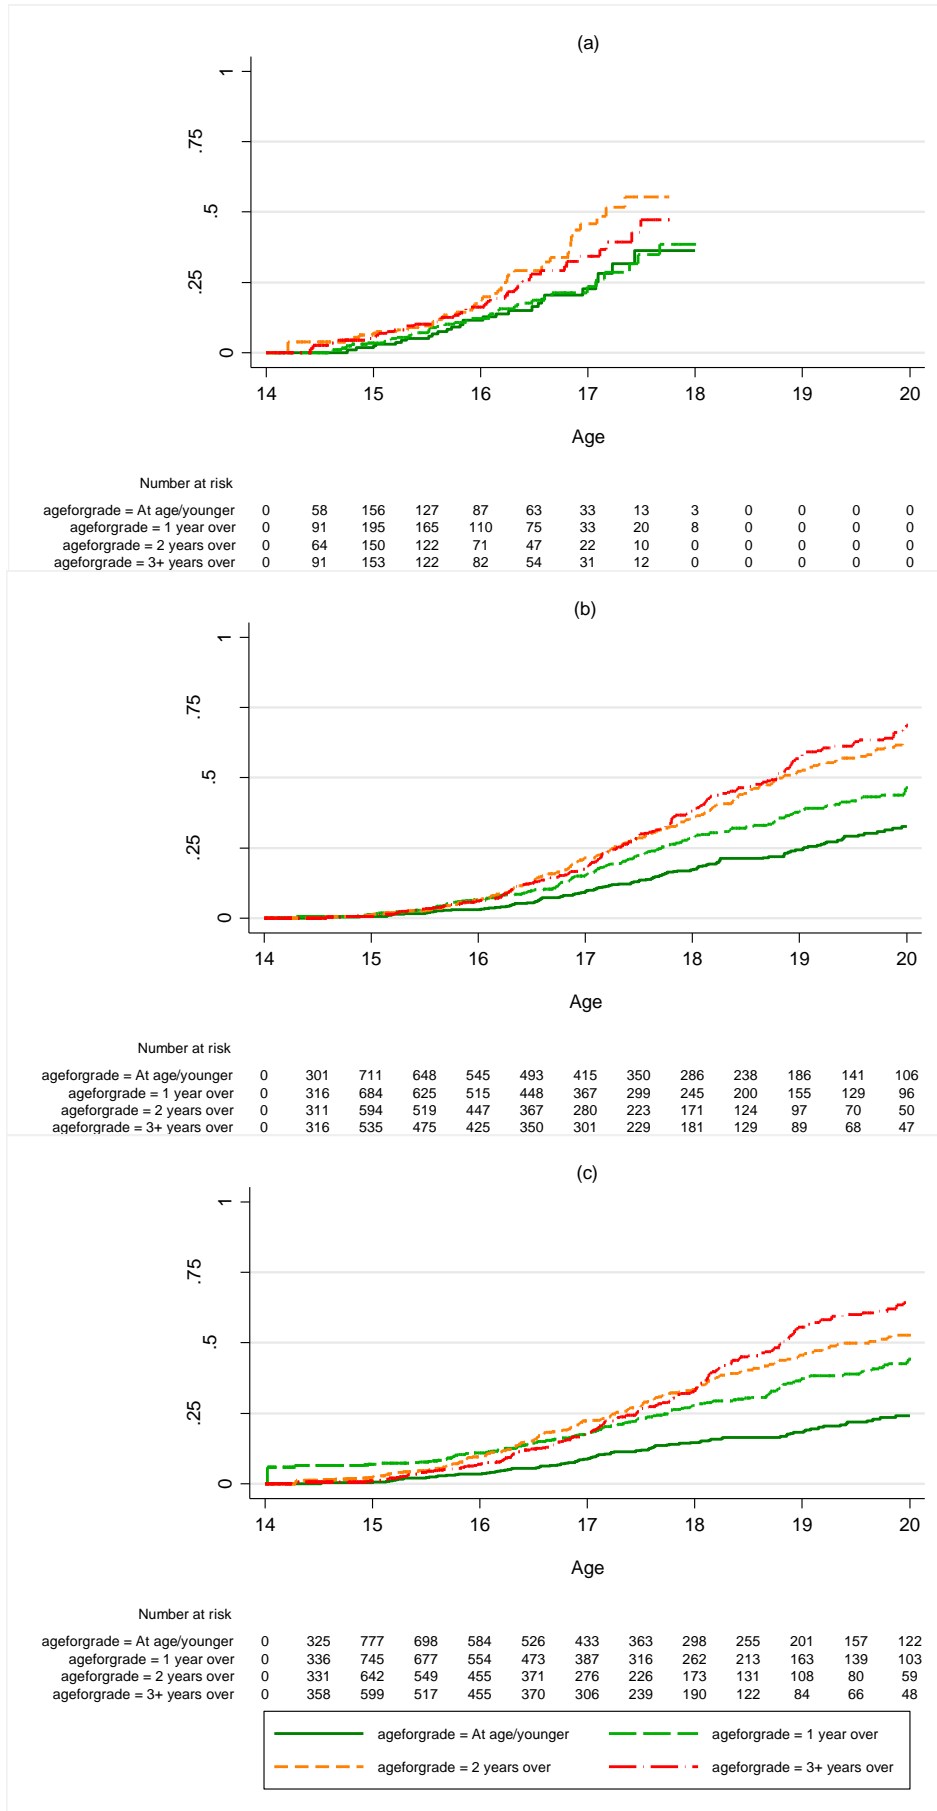 (a)
1
.75
.5
.25
0
14 15 16 17 18 19 20
Age
Number at risk
ageforgrade = At age/younger 0 58 156 127 87 63 33 13 3 0 0 0 0
ageforgrade = 1 year over 0 91 195 165 110 75 33 20 8 0 0 0 0
ageforgrade = 2 years over 0 64 150 122 71 47 22 10 0 0 0 0 0
ageforgrade = 3+ years over 0 91 153 122 82 54 31 12 0 0 0 0 0
(b)
1
.75
.5
.25
0
14 15 16 17 18 19 20
Age
Number at risk
ageforgrade = At age/younger 0 301 711 648 545 493 415 350 286 238 186 141 106
ageforgrade = 1 year over 0 316 684 625 515 448 367 299 245 200 155 129 96
ageforgrade = 2 years over 0 311 594 519 447 367 280 223 171 124 97 70 50
ageforgrade = 3+ years over 0 316 535 475 425 350 301 229 181 129 89 68 47
(c)
1
.75
.5
.25
0
14 15 16 17 18 19 20
Age
Number at risk
ageforgrade = At age/younger 0 325 777 698 584 526 433 363 298 255 201 157 122
ageforgrade = 1 year over 0 336 745 677 554 473 387 316 262 213 163 139 103
ageforgrade = 2 years over 0 331 642 549 455 371 276 226 173 131 108 80 59
ageforgrade = 3+ years over 0 358 599 517 455 370 306 239 190 122 84 66 48
ageforgrade = At age/younger ageforgrade = 1 year over
ageforgrade = 2 years over ageforgrade = 3+ years over